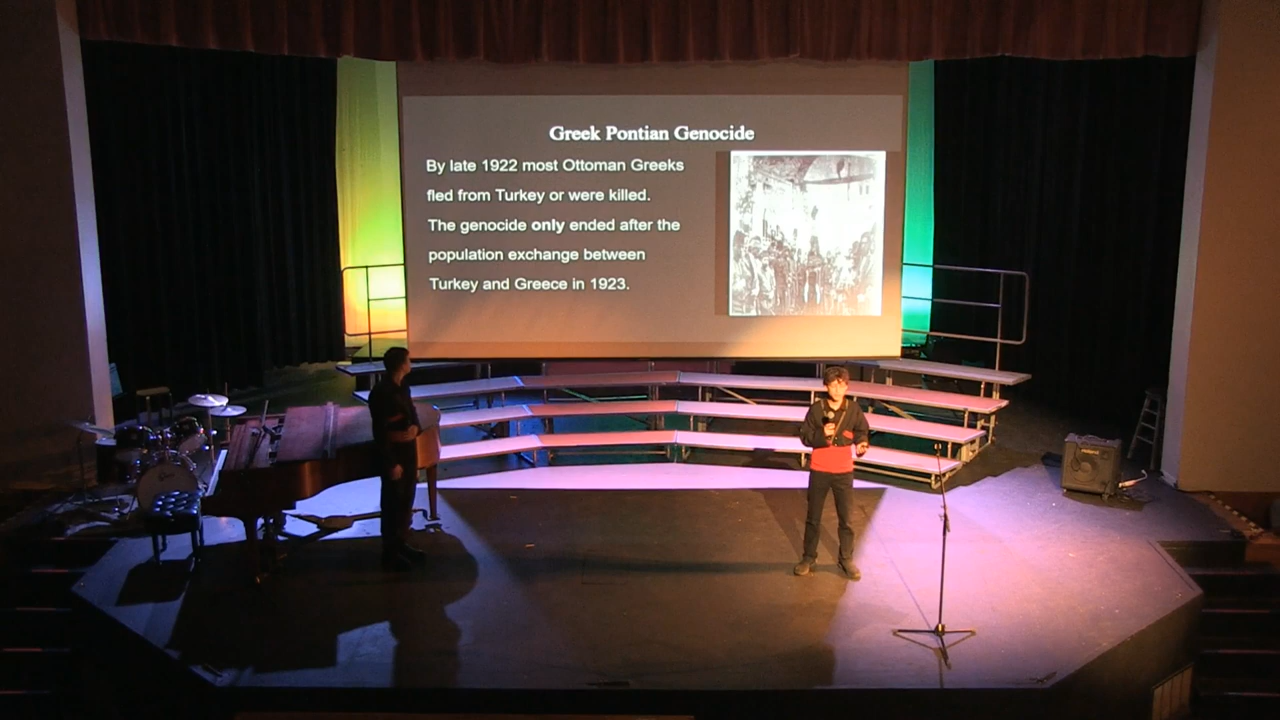 Greek Pontian Genocide
By late 1922 most Ottoman Greeks
fled from Turkey or were killed.
The genocide only ended after the
population exchange between
Turkey and Greece in 1923.